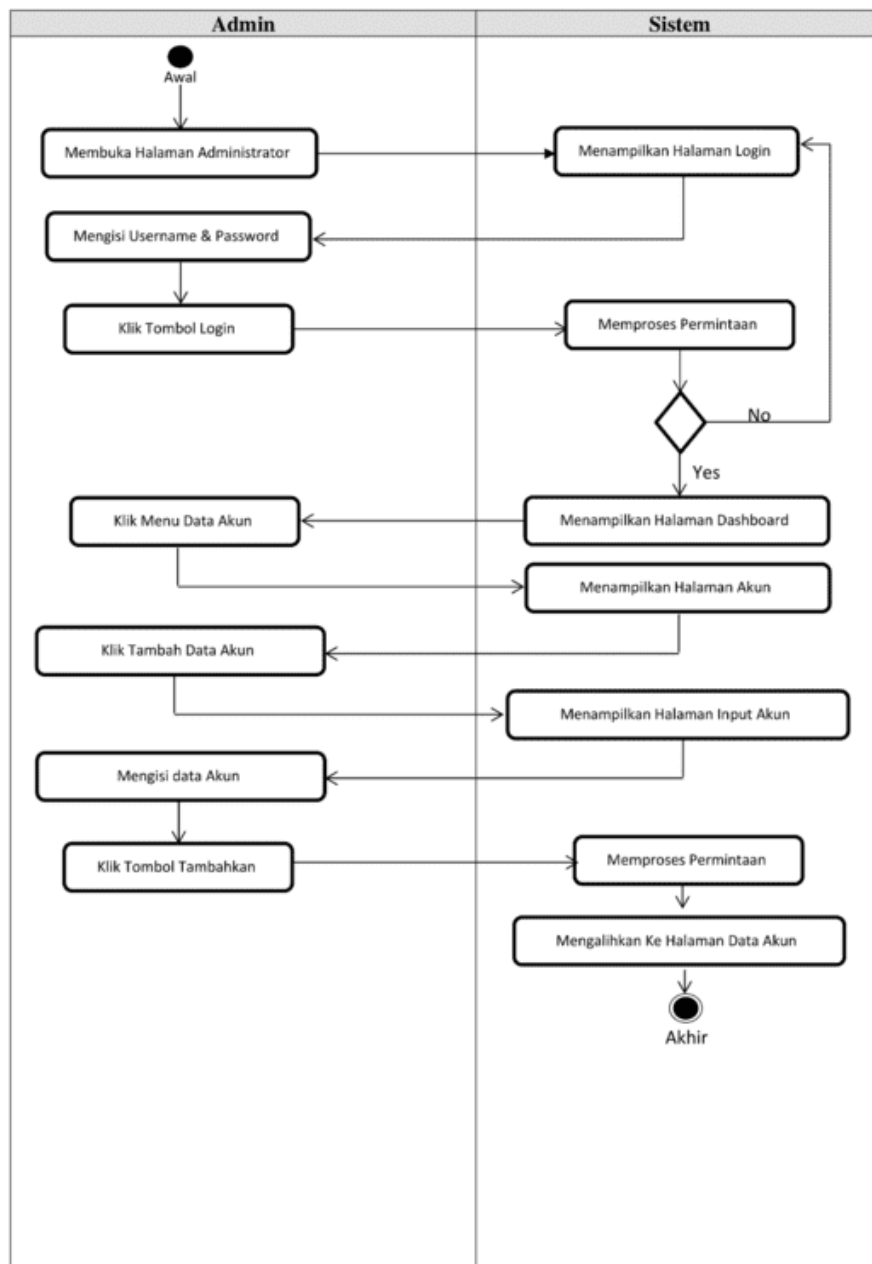 Admin
Sistem
Awal
Membuka Halaman Administrator
Menampilkan Halaman Login
Mengisi Username & Password
Klik Tombol Login
Memproses Permintaan
No
Yes
Klik Menu Data Akun
Menampilkan Halaman Dashboard
Menampilkan Halaman Akun
Klik Tambah Data Akun
Menampilkan Halaman Input Akun
Mengisi data Akun
Klik Tombol Tambahkan
Memproses Permintaan
Mengalihkan Ke Halaman Data Akun
Akhir